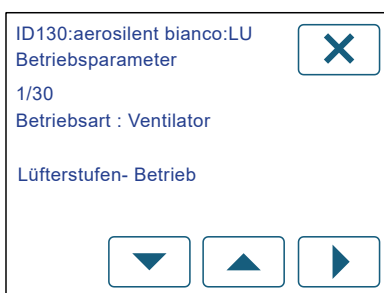 ID130:aerosilent bianco:LU
Betriebsparameter
1/30
Betriebsart : Ventilator
Lüfterstufen- Betrieb